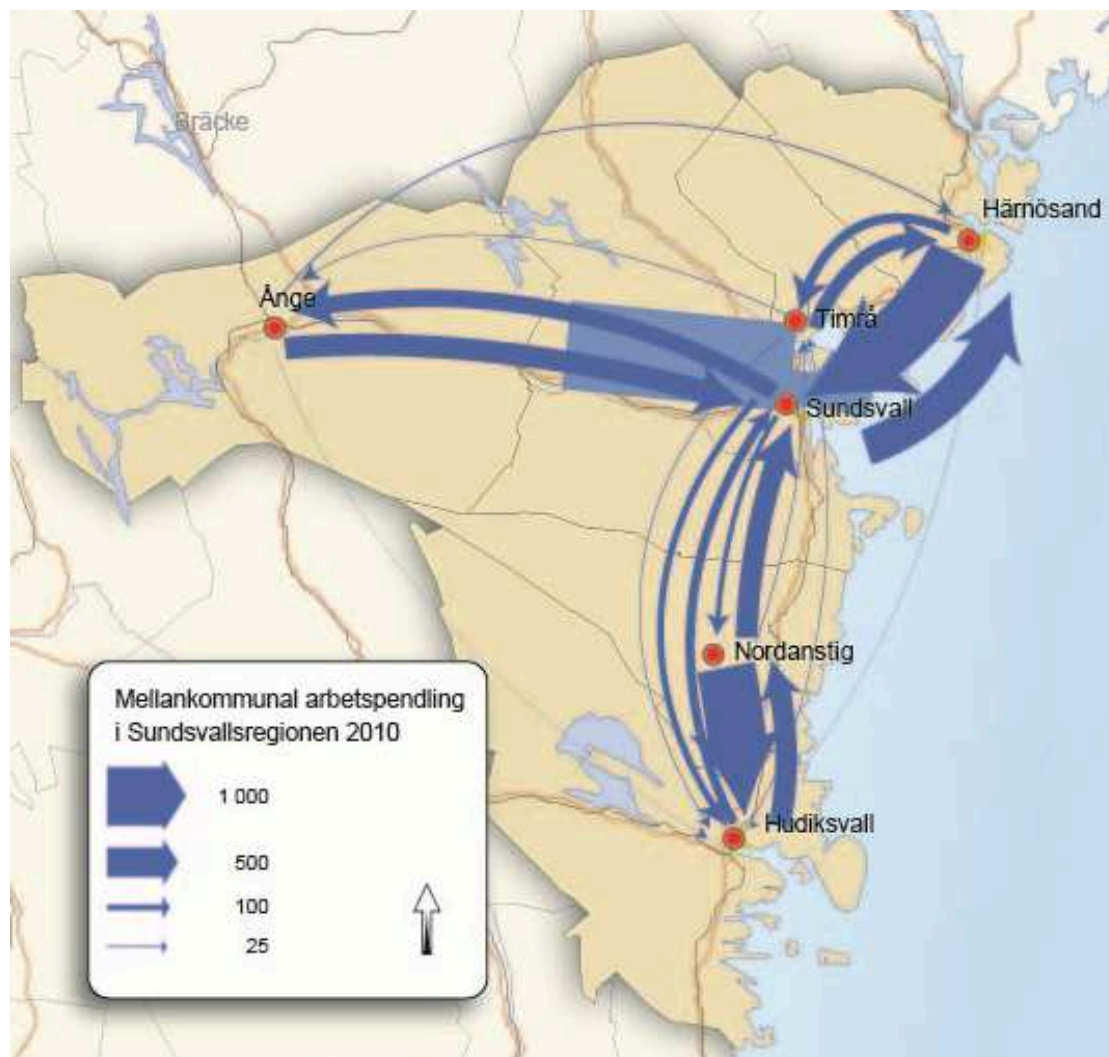 Bräcke
Härnösand
Ånge
Timrå
Sundsvall
Nordanstig
Hudiksvall
Mellankommunal arbetspendling
i Sundsvallsregionen 2010
1 000
500
100
25